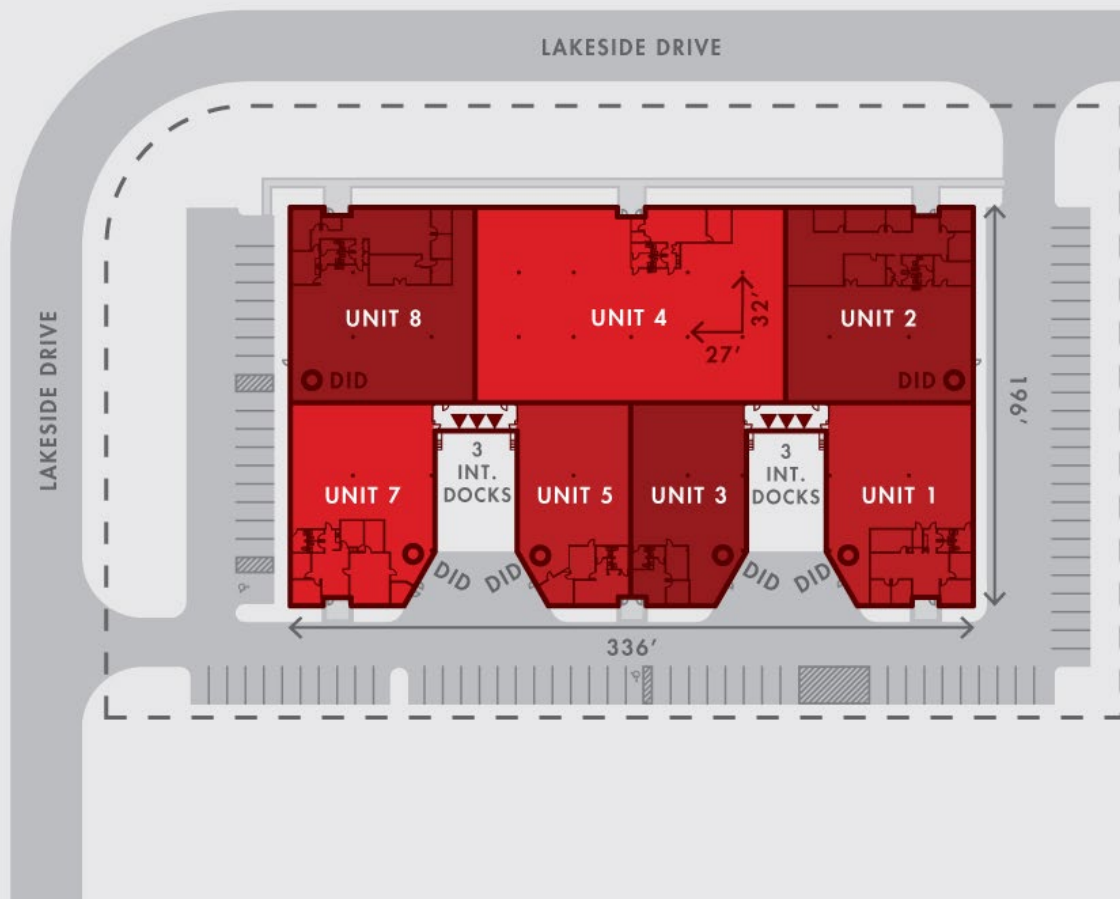 LAKESIDE DRIVE
LAKESIDE DRIVE
UNIT 8
UNIT 4
UNIT 2
32’
27’
DID
DID
196’
3
INT.
DOCKS
3
INT.
DOCKS
UNIT 7
UNIT 5
UNIT 3
UNIT 1
DID
DID
DID
DID
336’